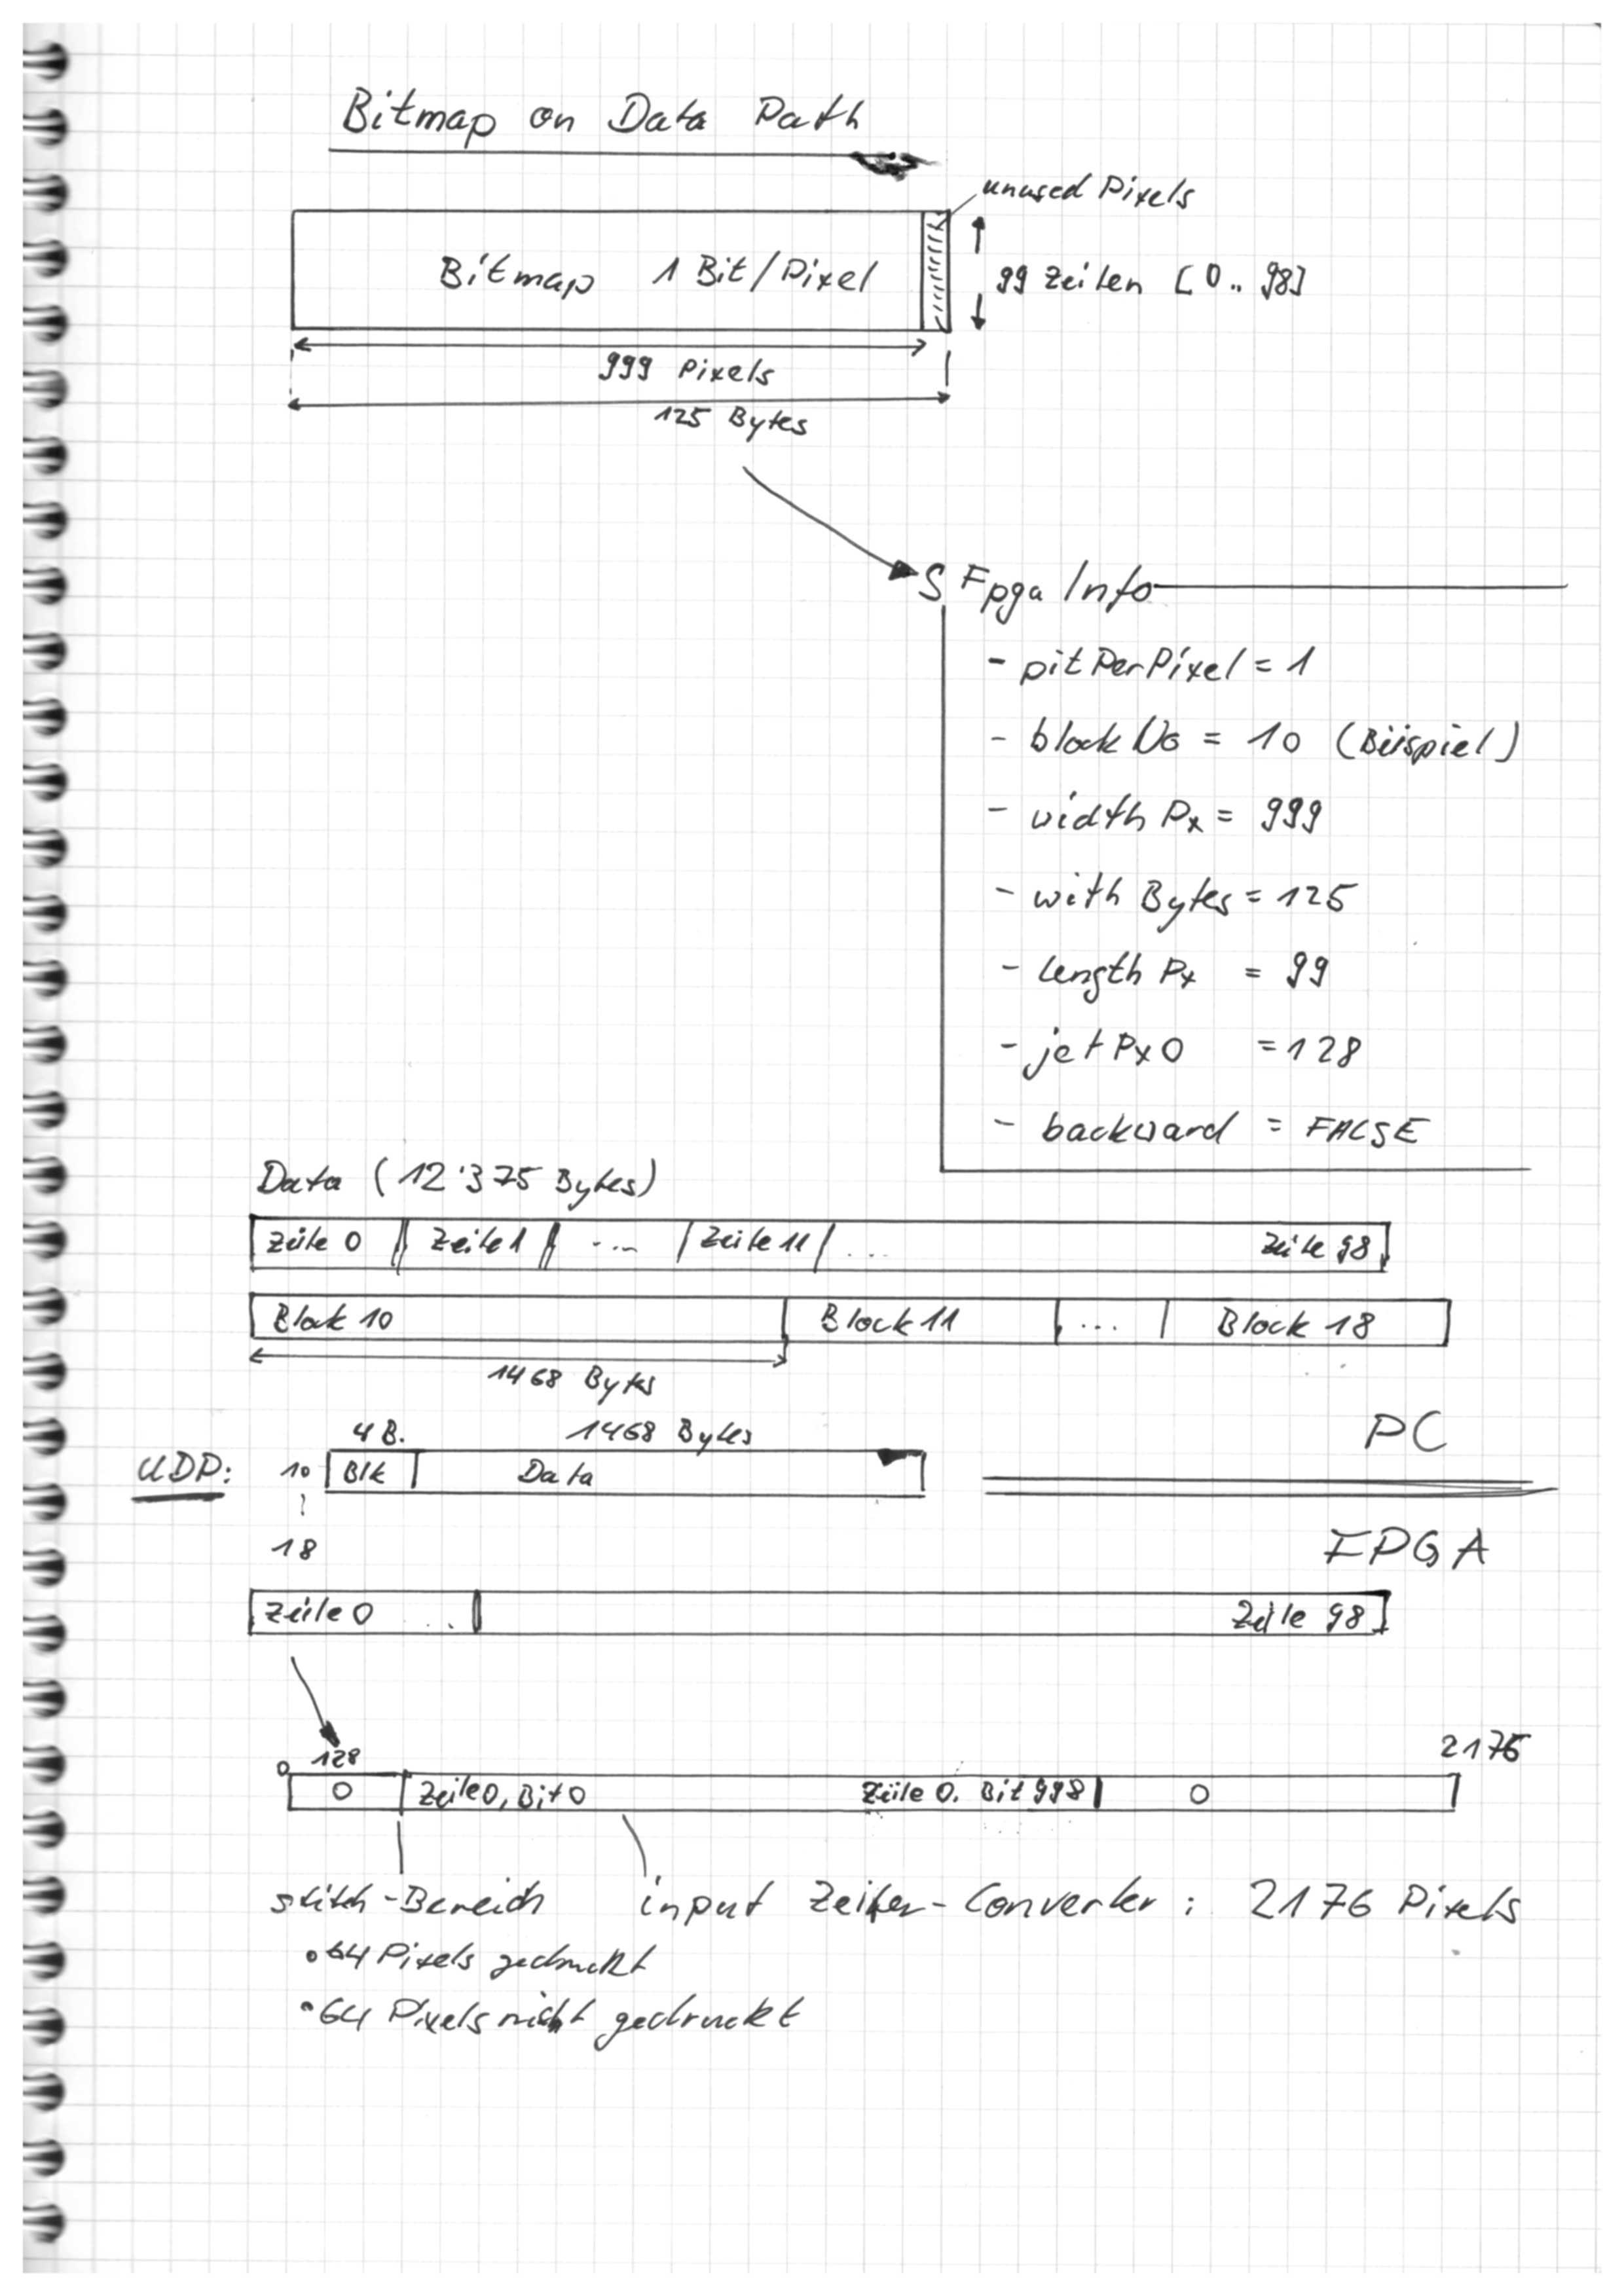 Bitmap on Data Path
unused Pixels
Bitmap 1 Bit/Pixel
99 Zeilen [0..98]
999 Pixels
125 Bytes
SFpgaInfo
- pitPerPixel = 1
- blockNo = 10 (Beispiel)
- widthPx = 999
- withBytes = 125
- lengthPx = 99
- jetPx0 = 128
- backward = FALSE
Data (12'375 Bytes)
Zeile 0 Zeile 1 ... Zeile 11 ... Zeile 98
Block 10 Block 11 ... Block 18
1468 Bytes
4 B. 1468 Bytes
PC
UDP: 10 Blk Data
18
FPGA
Zeile 0 .. Zeile 98
0 128 2175
0 Zeile 0, Bit 0 Zeile 0. Bit 998 0
stitch-Bereich input Zeilen-Converter : 2176 Pixels
• 64 Pixels gedruckt
• 64 Pixels nicht gedruckt